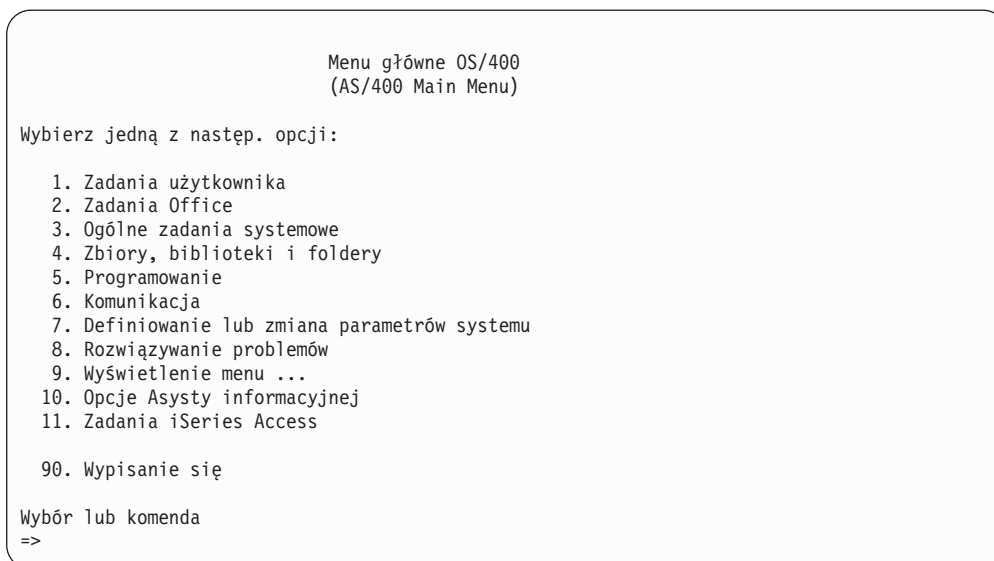 Menu główne OS/400
(AS/400 Main Menu)
Wybierz jedną z następ. opcji:
1. Zadania użytkownika
2. Zadania Office
3. Ogólne zadania systemowe
4. Zbiory, biblioteki i foldery
5. Programowanie
6. Komunikacja
7. Definiowanie lub zmiana parametrów systemu
8. Rozwiązywanie problemów
9. Wyświetlenie menu ...
10. Opcje Asysty informacyjnej
11. Zadania iSeries Access
90. Wypisanie się
Wybór lub komenda
=>